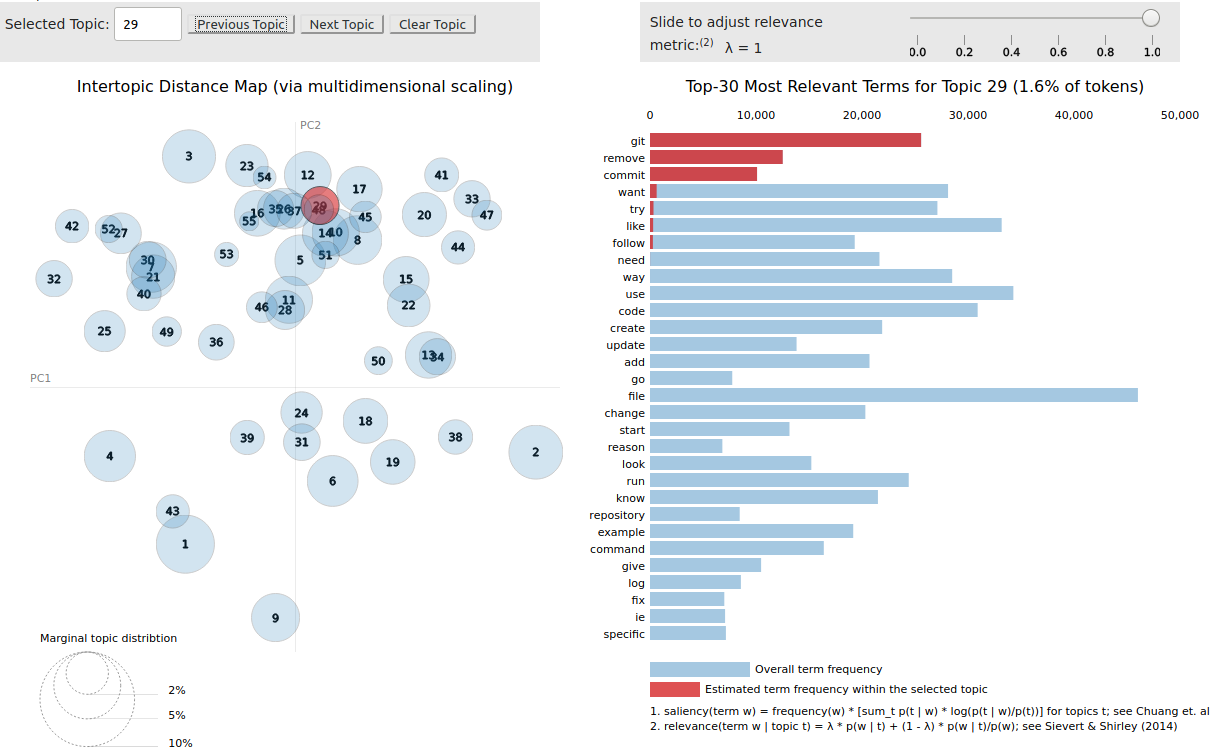 Selected Topic: 29 Previous Topic Next Topic Clear Topic
Slide to adjust relevance
metric:(2) λ = 1
0.0 0.2 0.4 0.6 0.8 1.0
Intertopic Distance Map (via multidimensional scaling)
PC2
3
23
54
12
17
41
33
47
20
42
52
27
16
55
35
26
37
29
48
45
14
10
8
44
53
51
5
30
7
21
40
32
15
22
11
46
28
25
49
36
50
13
34
PC1
24
18
39
31
38
2
4
19
6
43
1
9
Marginal topic distribtion
2%
5%
10%
Top-30 Most Relevant Terms for Topic 29 (1.6% of tokens)
0 10,000 20,000 30,000 40,000 50,000
git
remove
commit
want
try
like
follow
need
way
use
code
create
update
add
go
file
change
start
reason
look
run
know
repository
example
command
give
log
fix
ie
specific
Overall term frequency
Estimated term frequency within the selected topic
1. saliency(term w) = frequency(w) * [sum_t p(t | w) * log(p(t | w)/p(t))] for topics t; see Chuang et. al
2. relevance(term w | topic t) = λ * p(w | t) + (1 - λ) * p(w | t)/p(w); see Sievert & Shirley (2014)